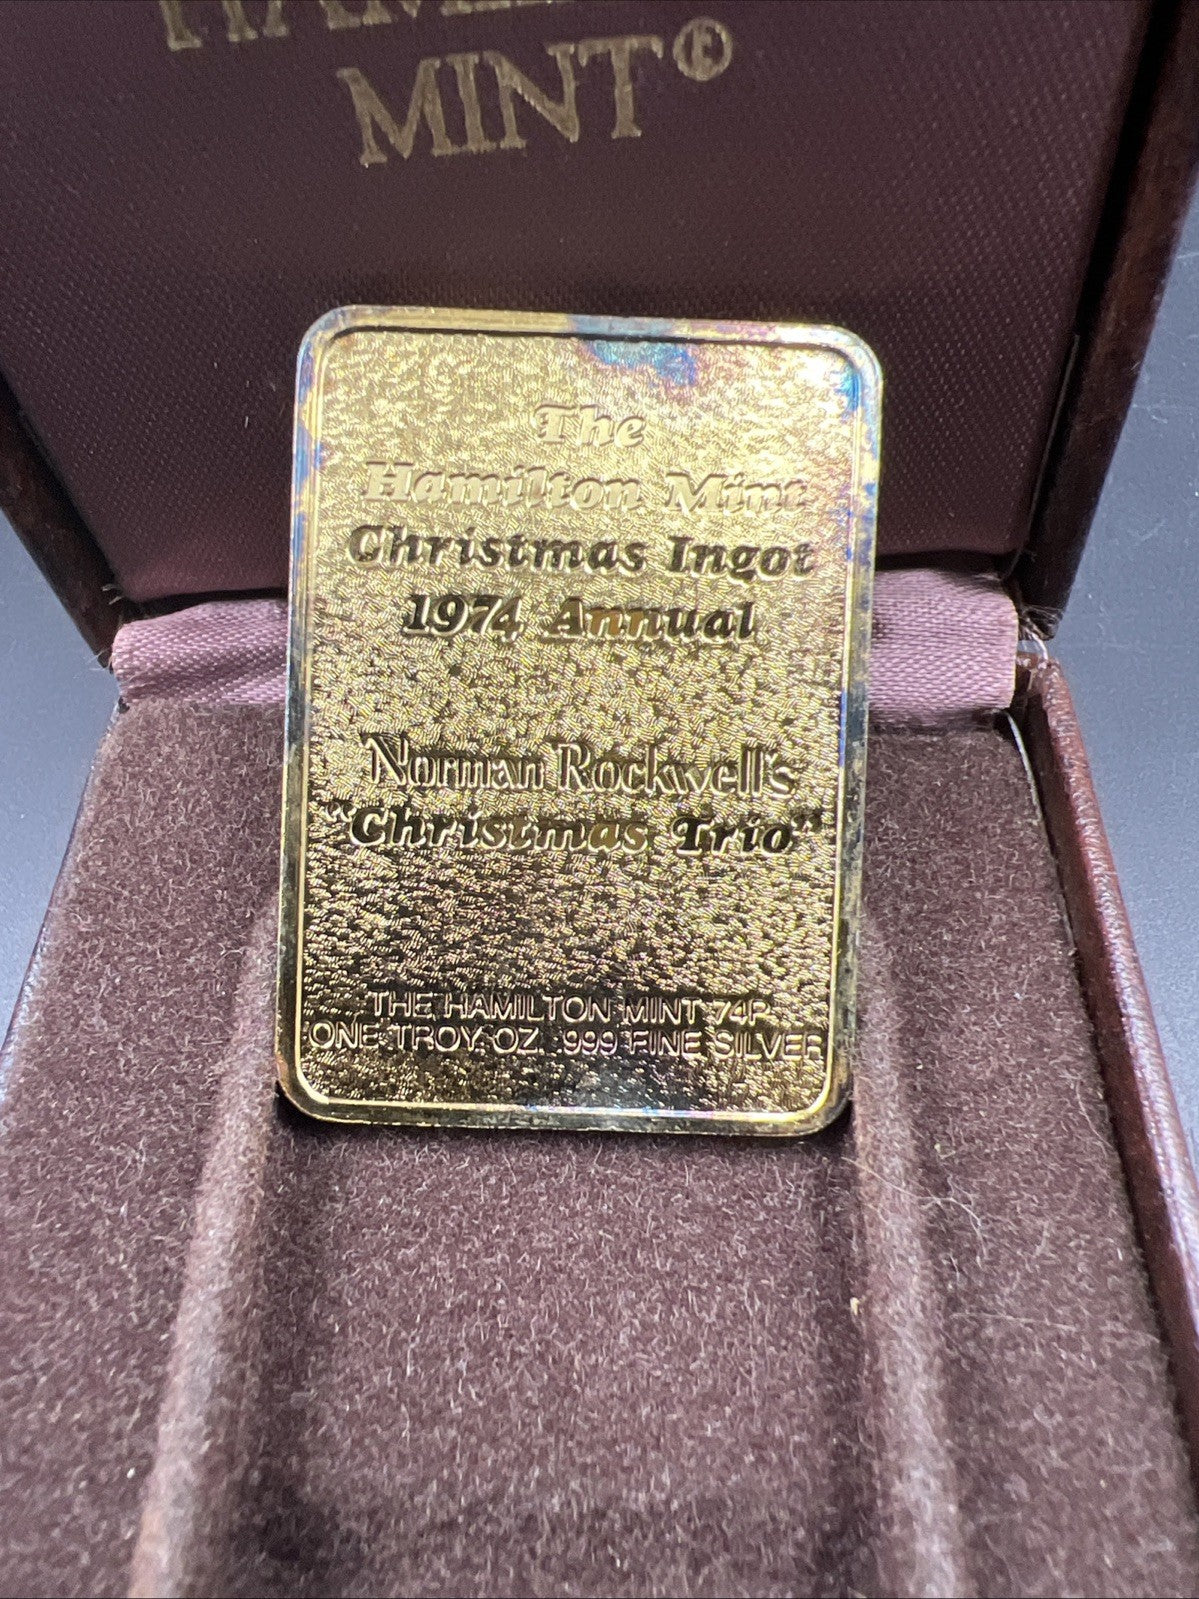 MINT®
The
Hamilton Mint
Christmas Ingot
1974 Annual
Norman Rockwell's
"Christmas Trio"
THE HAMILTON MINT 74P
ONE TROY OZ. .999 FINE SILVER